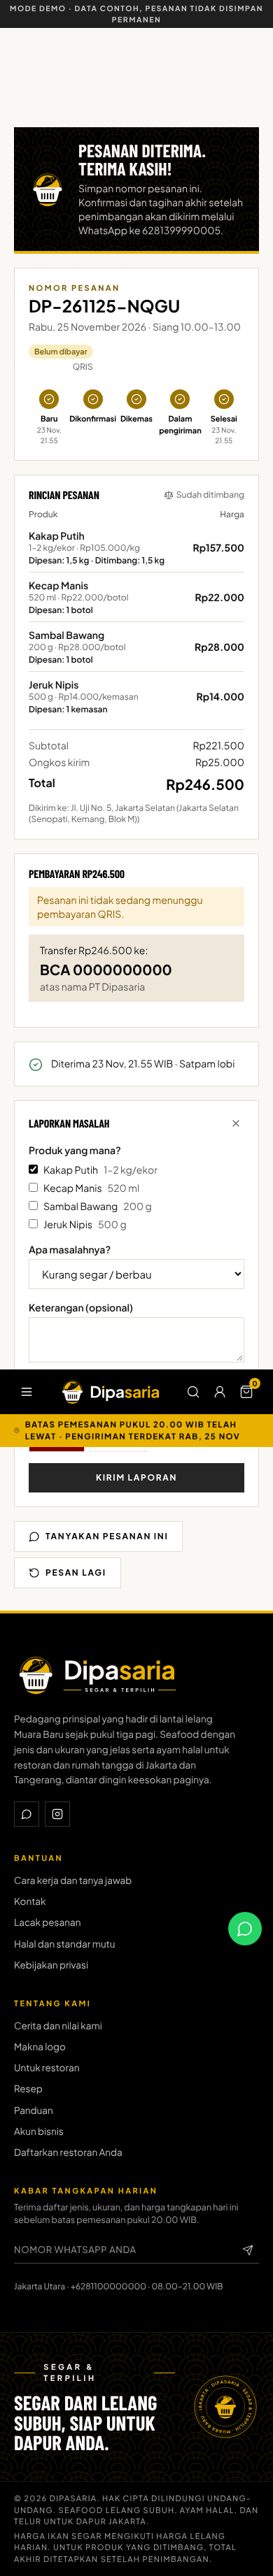 MODE DEMO · DATA CONTOH, PESANAN TIDAK DISIMPAN
PERMANEN
PESANAN DITERIMA.
TERIMA KASIH!
Simpan nomor pesanan ini.
Konfirmasi dan tagihan akhir setelah
penimbangan akan dikirim melalui
WhatsApp ke 6281399990005.
NOMOR PESANAN
DP-261125-NQGU
Rabu, 25 November 2026 · Siang 10.00–13.00
Belum dibayar
QRIS
Baru
23 Nov,
21.55
Dikonfirmasi
Dikemas
Dalam
pengiriman
Selesai
23 Nov,
21.55
RINCIAN PESANAN
Sudah ditimbang
Produk Harga
Kakap Putih
1–2 kg/ekor · Rp105.000/kg
Dipesan: 1,5 kg · Ditimbang: 1,5 kg
Rp157.500
Kecap Manis
520 ml · Rp22.000/botol
Dipesan: 1 botol
Rp22.000
Sambal Bawang
200 g · Rp28.000/botol
Dipesan: 1 botol
Rp28.000
Jeruk Nipis
500 g · Rp14.000/kemasan
Dipesan: 1 kemasan
Rp14.000
Subtotal Rp221.500
Ongkos kirim Rp25.000
Total Rp246.500
Dikirim ke: Jl. Uji No. 5, Jakarta Selatan (Jakarta Selatan
(Senopati, Kemang, Blok M))
PEMBAYARAN RP246.500
Pesanan ini tidak sedang menunggu
pembayaran QRIS.
Transfer Rp246.500 ke:
BCA 0000000000
atas nama PT Dipasaria
Diterima 23 Nov, 21.55 WIB · Satpam lobi
LAPORKAN MASALAH
Produk yang mana?
Kakap Putih 1–2 kg/ekor
Kecap Manis 520 ml
Sambal Bawang 200 g
Jeruk Nipis 500 g
Apa masalahnya?
Kurang segar / berbau
Keterangan (opsional)
Dipasaria
0
BATAS PEMESANAN PUKUL 20.00 WIB TELAH
LEWAT · PENGIRIMAN TERDEKAT RAB, 25 NOV
KIRIM LAPORAN
TANYAKAN PESANAN INI
PESAN LAGI
Dipasaria
SEGAR & TERPILIH
Pedagang prinsipal yang hadir di lantai lelang
Muara Baru sejak pukul tiga pagi. Seafood dengan
jenis dan ukuran yang jelas serta ayam halal untuk
restoran dan rumah tangga di Jakarta dan
Tangerang, diantar dingin keesokan paginya.
BANTUAN
Cara kerja dan tanya jawab
Kontak
Lacak pesanan
Halal dan standar mutu
Kebijakan privasi
TENTANG KAMI
Cerita dan nilai kami
Makna logo
Untuk restoran
Resep
Panduan
Akun bisnis
Daftarkan restoran Anda
KABAR TANGKAPAN HARIAN
Terima daftar jenis, ukuran, dan harga tangkapan hari ini
sebelum batas pemesanan pukul 20.00 WIB.
NOMOR WHATSAPP ANDA
Jakarta Utara · +6281100000000 · 08.00–21.00 WIB
SEGAR &
TERPILIH
SEGAR DARI LELANG
SUBUH, SIAP UNTUK
DAPUR ANDA.
© 2026 DIPASARIA. HAK CIPTA DILINDUNGI UNDANG-
UNDANG. SEAFOOD LELANG SUBUH, AYAM HALAL, DAN
TELUR UNTUK DAPUR JAKARTA.
HARGA IKAN SEGAR MENGIKUTI HARGA LELANG
HARIAN. UNTUK PRODUK YANG DITIMBANG, TOTAL
AKHIR DITETAPKAN SETELAH PENIMBANGAN.